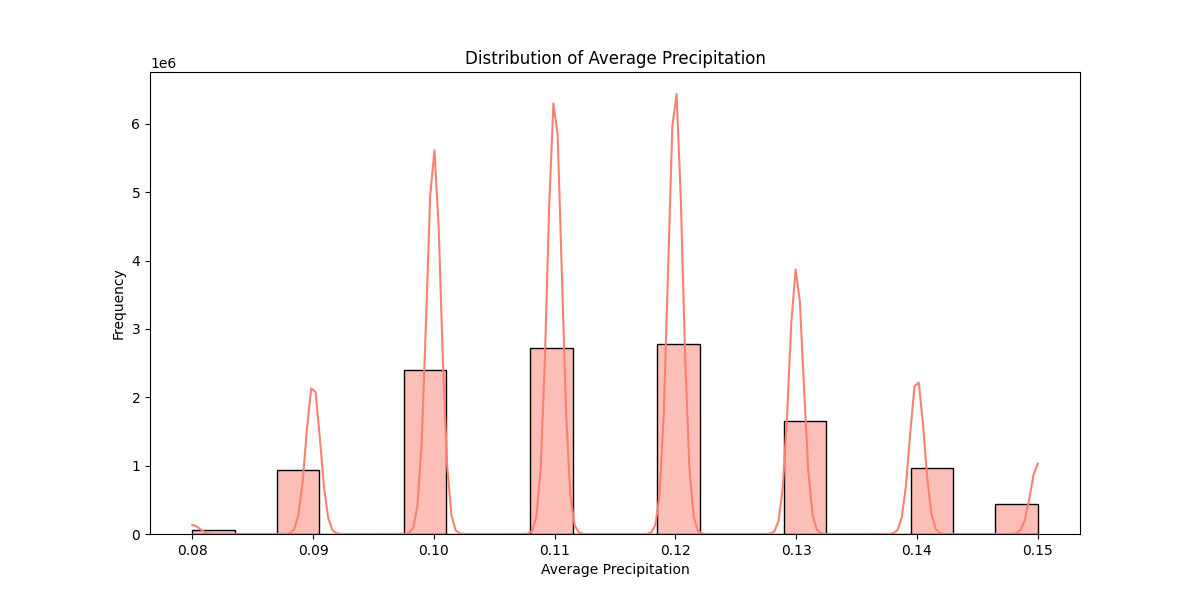 Distribution of Average Precipitation
1e6
6
5
4
3
2
1
0
Frequency
0.08 0.09 0.10 0.11 0.12 0.13 0.14 0.15
Average Precipitation